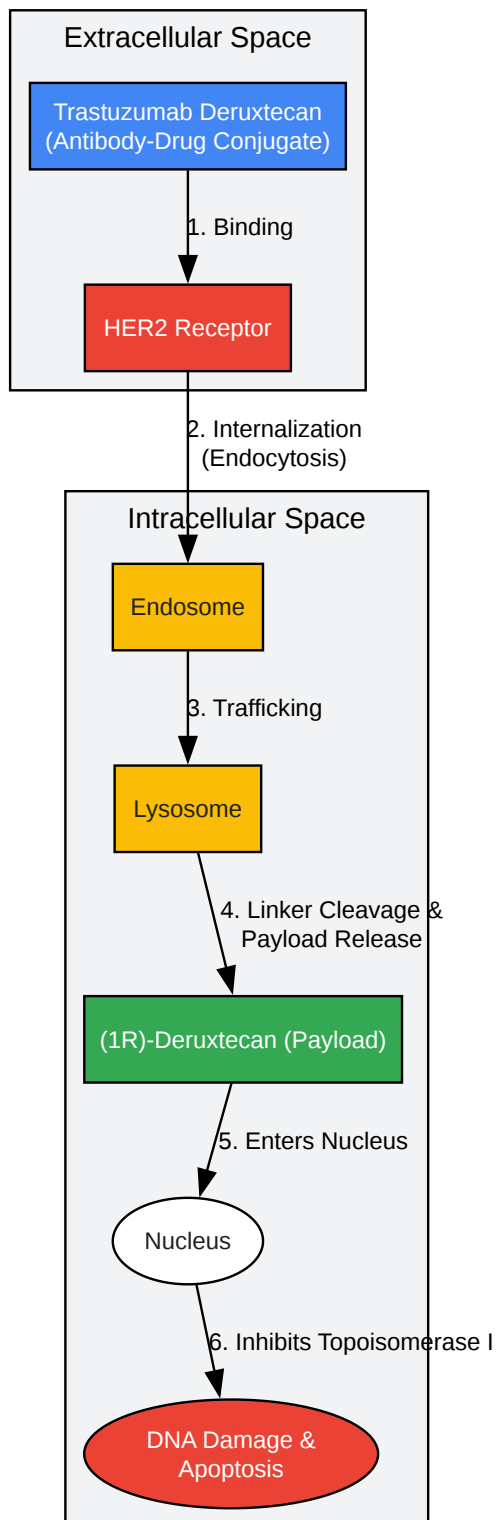 Extracellular Space
Trastuzumab Deruxtecan
(Antibody-Drug Conjugate)
1. Binding
HER2 Receptor
2. Internalization
(Endocytosis)
Intracellular Space
Endosome
3. Trafficking
Lysosome
4. Linker Cleavage &
Payload Release
(1R)-Deruxtecan (Payload)
5. Enters Nucleus
Nucleus
6. Inhibits Topoisomerase I
DNA Damage &
Apoptosis